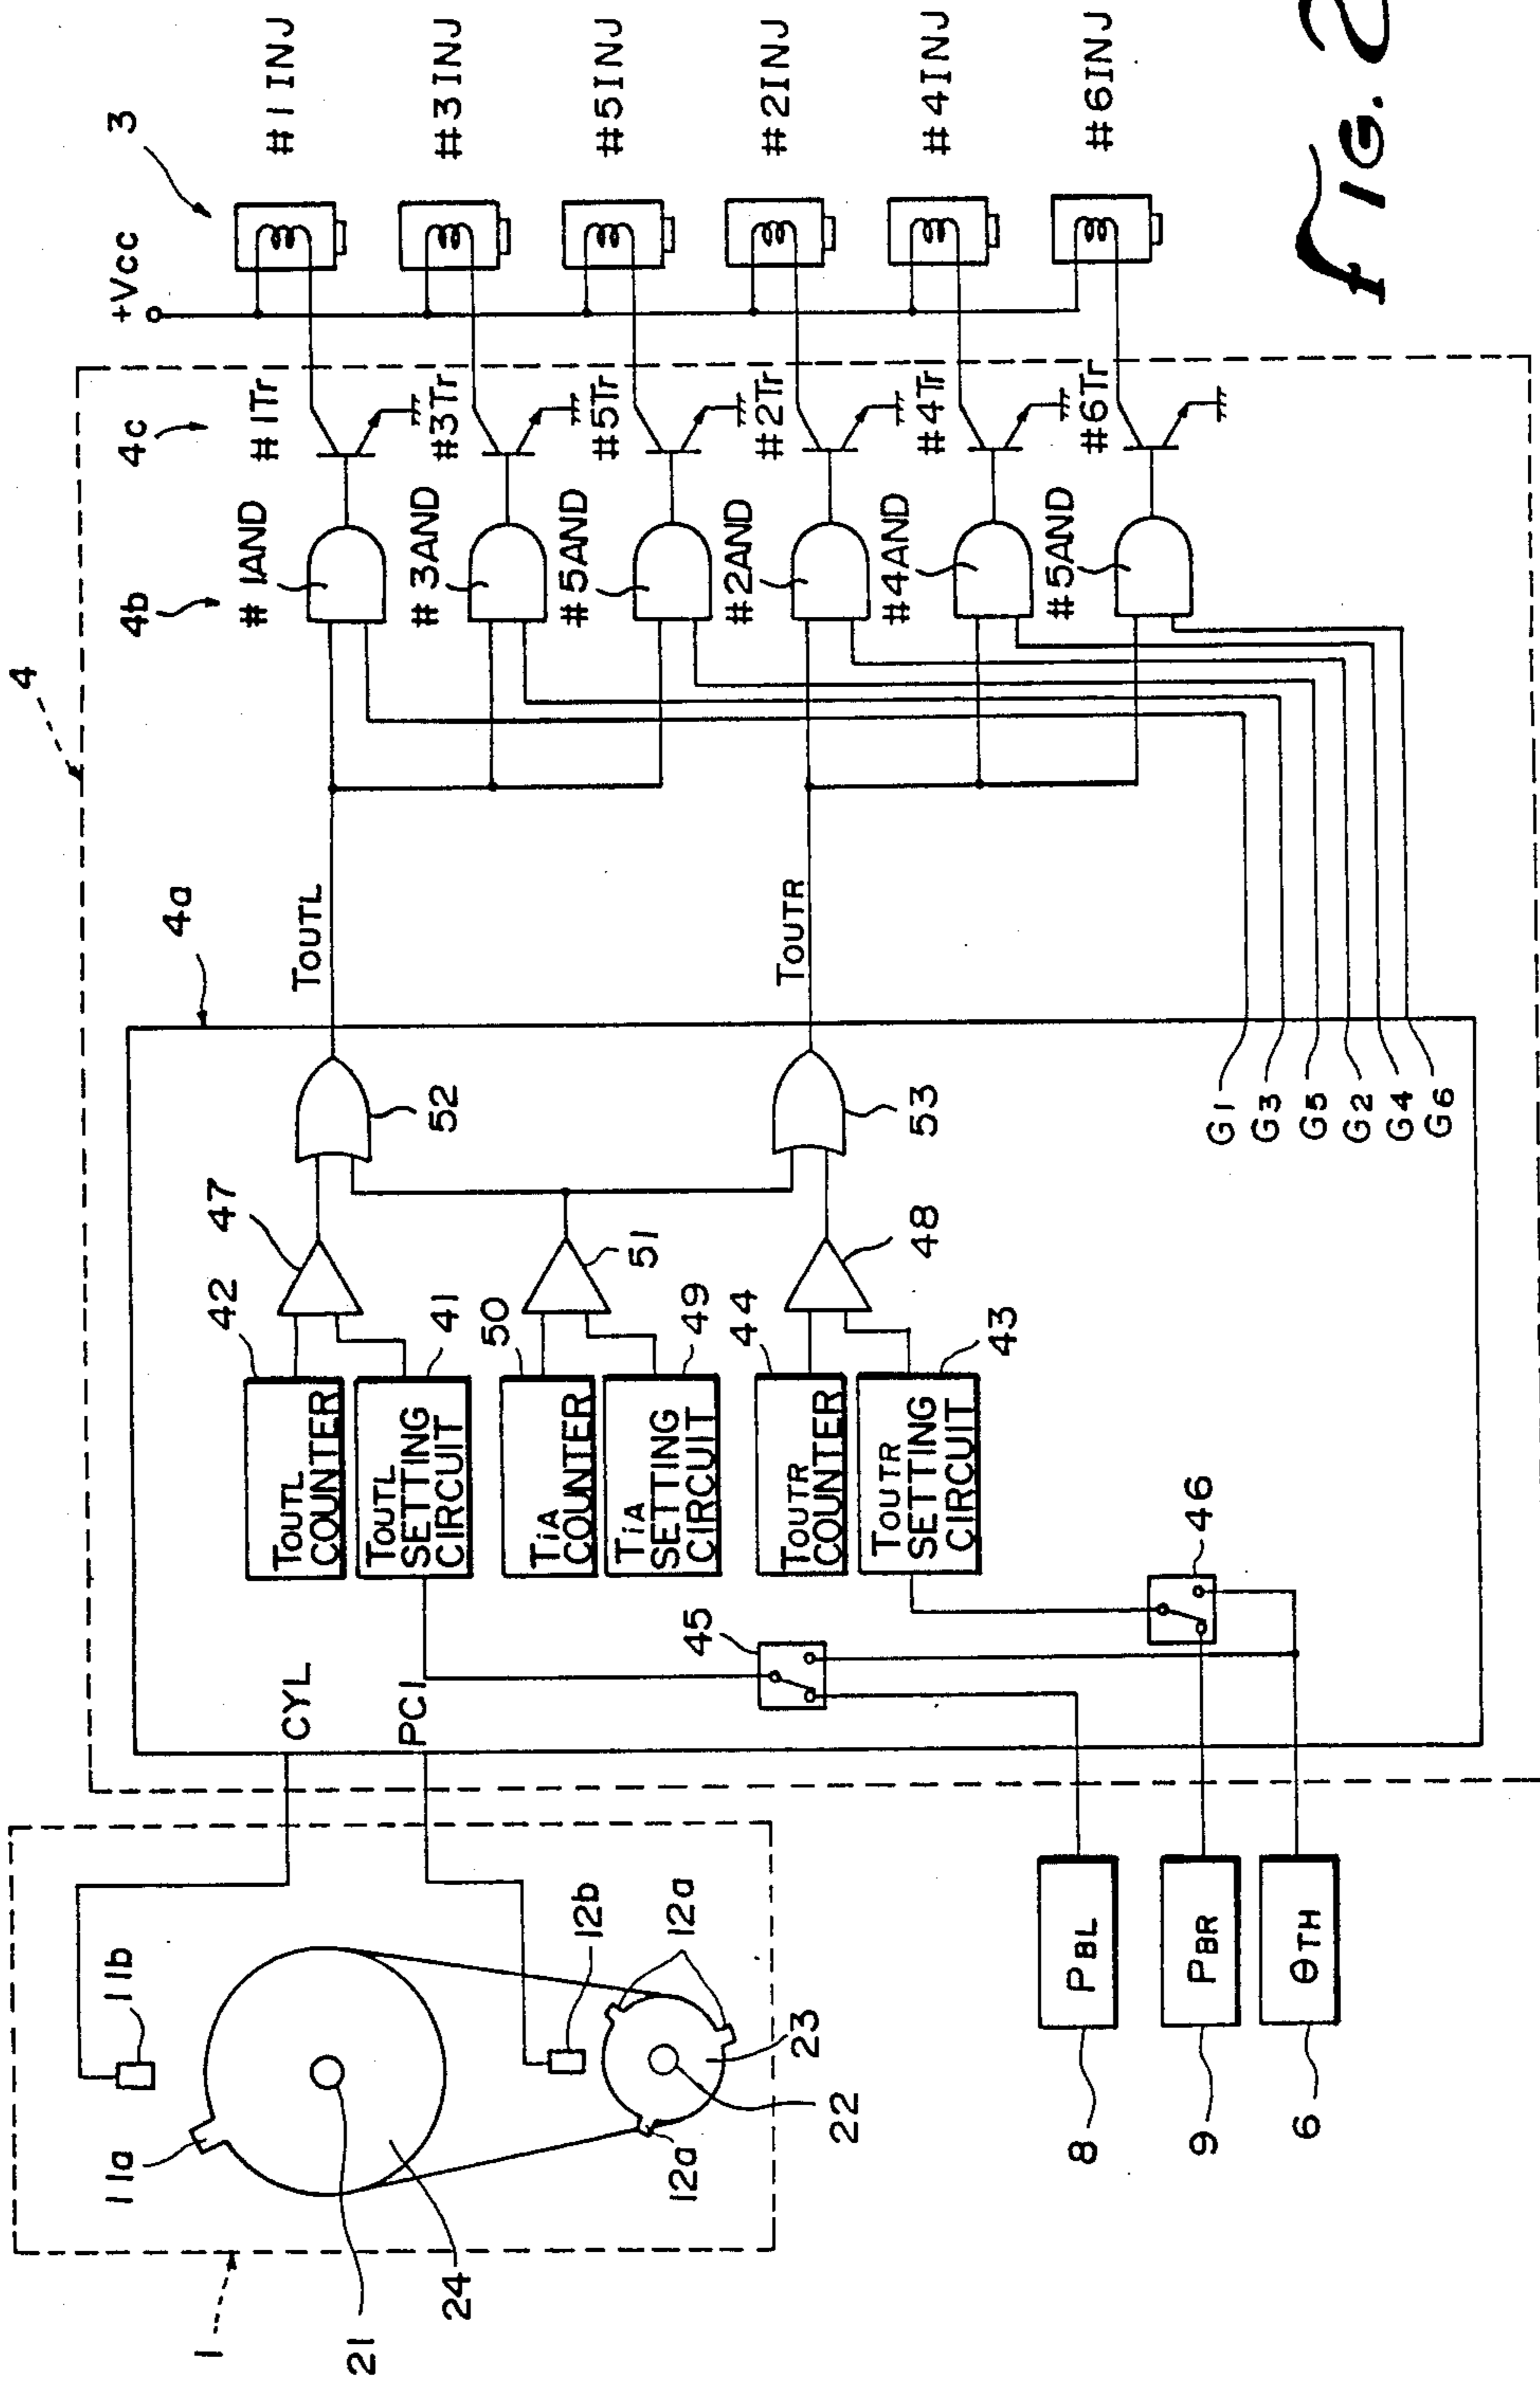 FIG. 2
1
11a
11b
21
24
12b
12a
12a
22
23
CYL
PCI
4
4a
4b
4c
3
+Vcc
42
47
TOUTL
COUNTER
TOUTL
SETTING
CIRCUIT
41
52
TOUTL
50
TiA
COUNTER
51
TiA
SETTING
CIRCUIT
49
44
TOUTR
COUNTER
48
TOUTR
SETTING
CIRCUIT
43
53
TOUTR
45
46
8
PBL
9
PBR
6
θTH
G1
G3
G5
G2
G4
G6
#1AND
#1Tr
#1INJ
#3AND
#3Tr
#3INJ
#5AND
#5Tr
#5INJ
#2AND
#2Tr
#2INJ
#4AND
#4Tr
#4INJ
#5AND
#6Tr
#6INJ